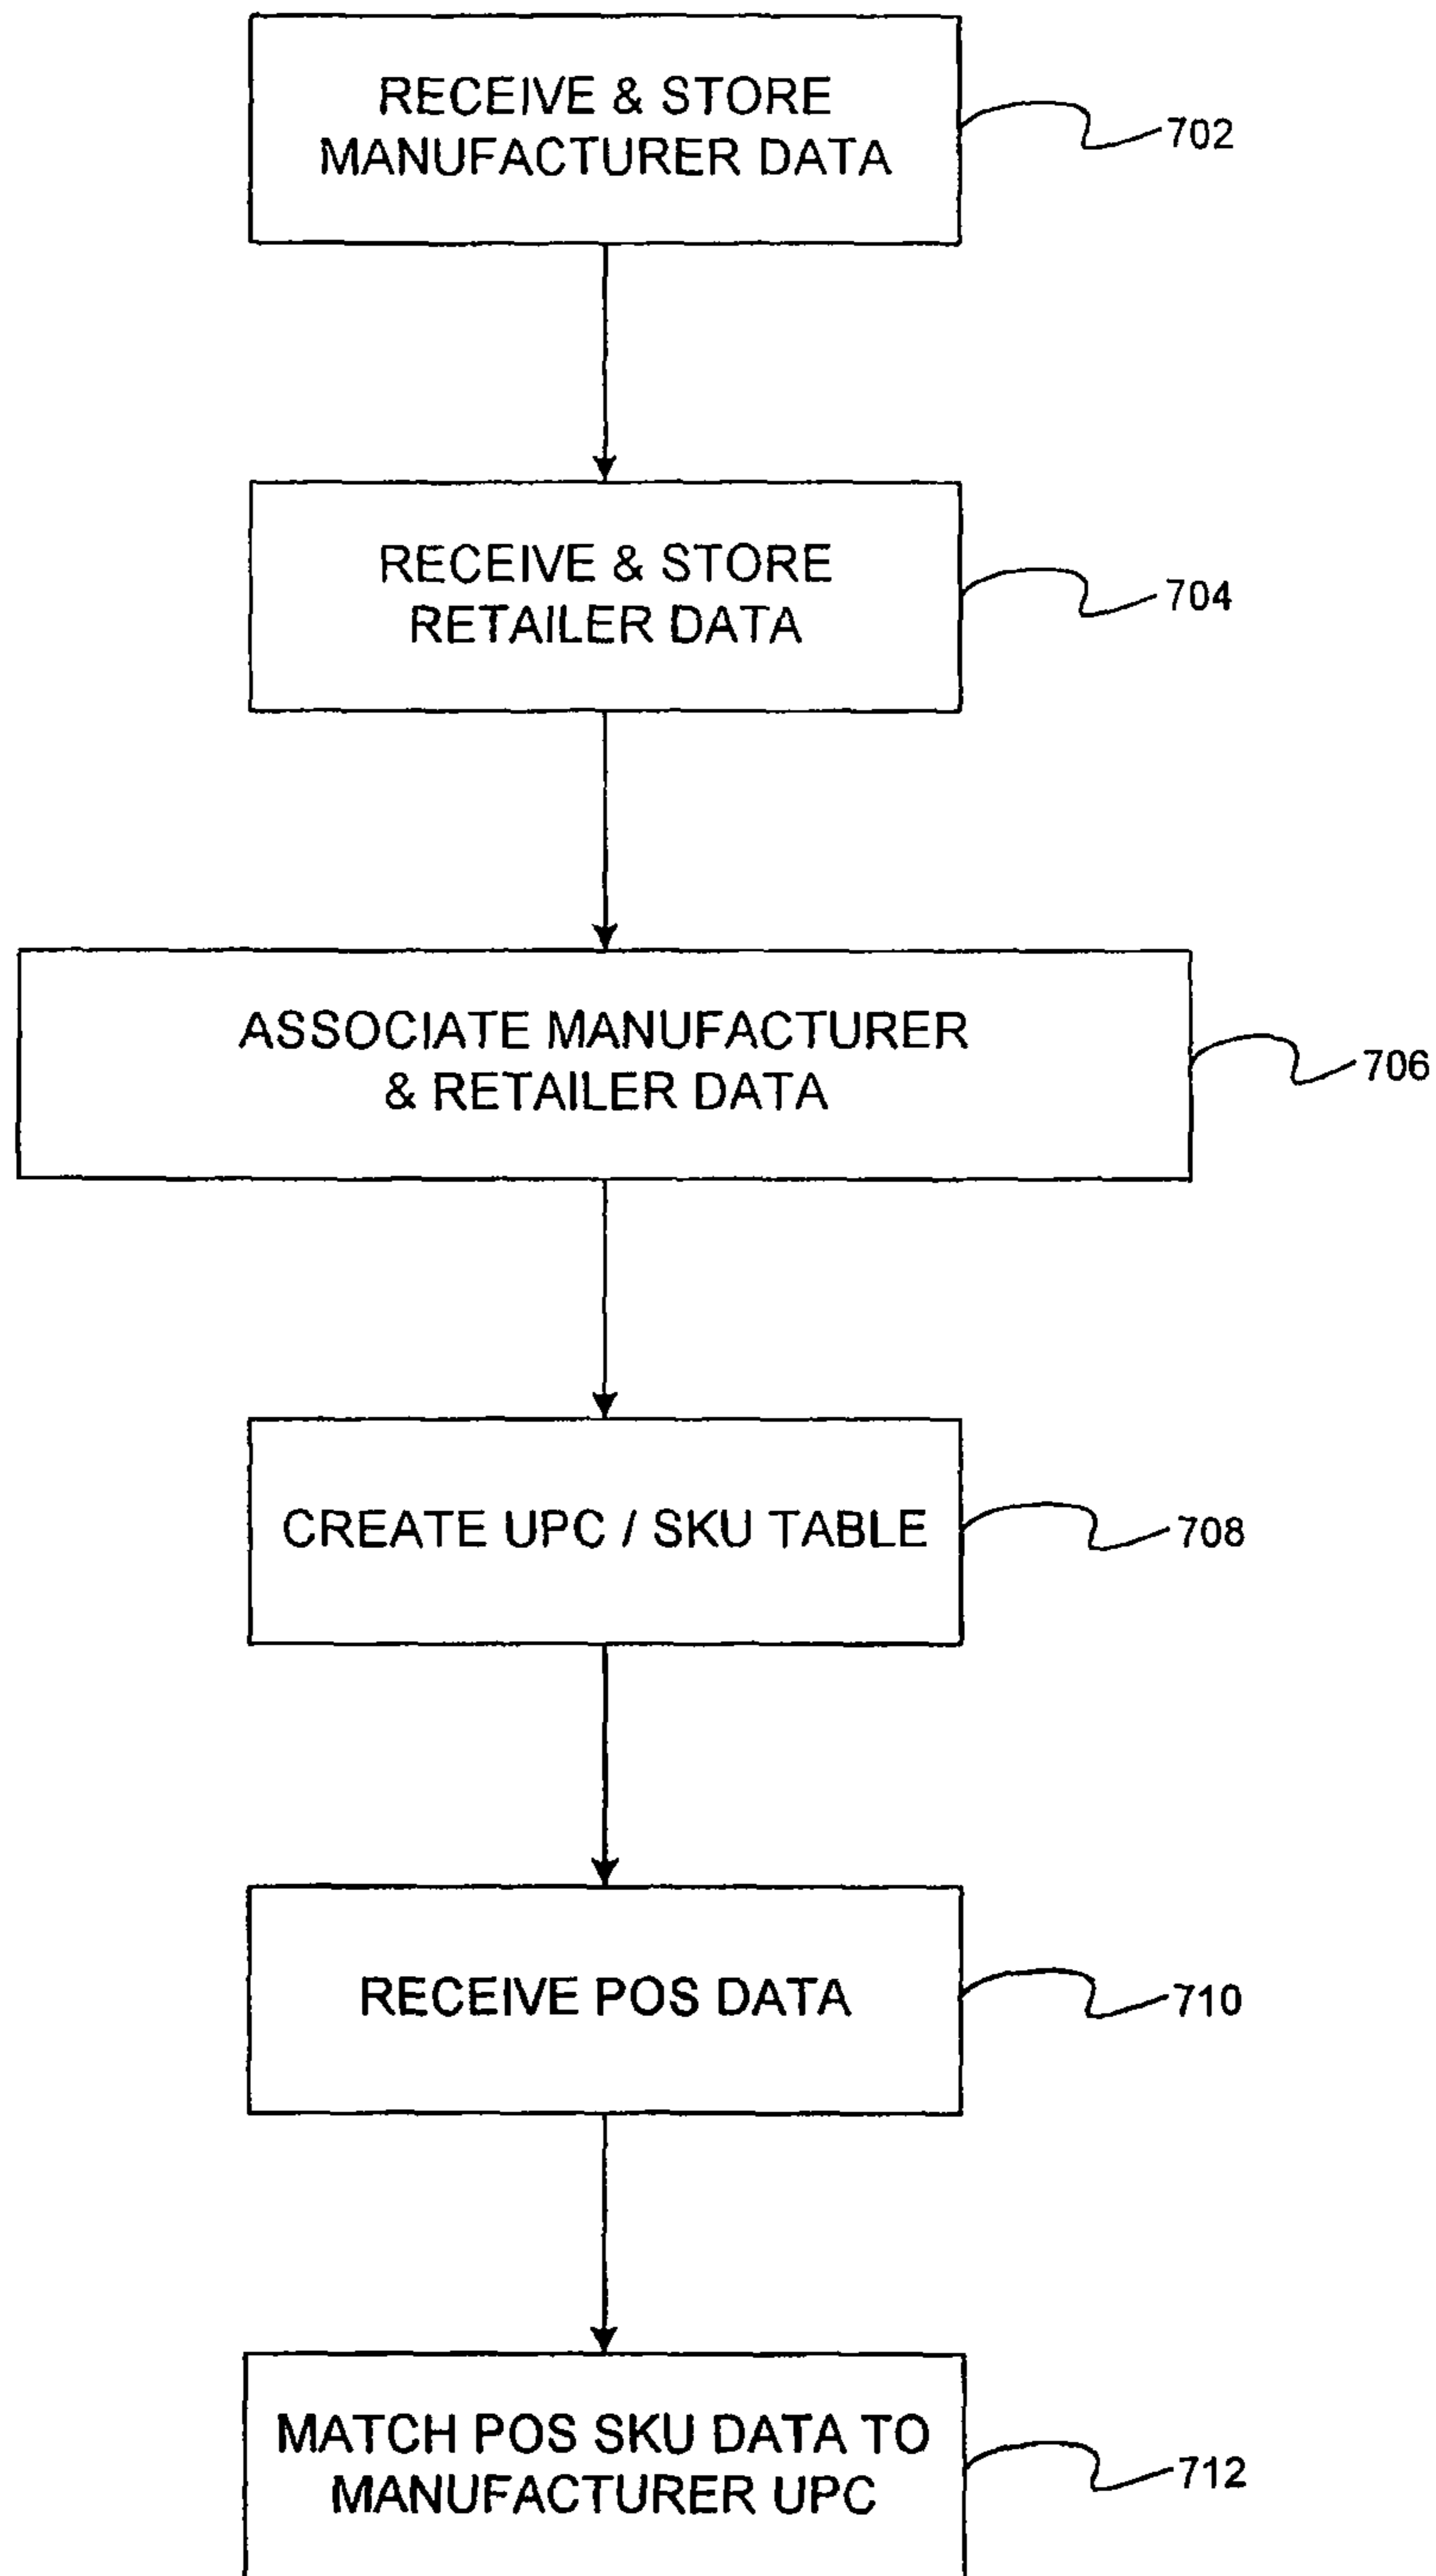 RECEIVE & STORE
MANUFACTURER DATA
702
RECEIVE & STORE
RETAILER DATA
704
ASSOCIATE MANUFACTURER
& RETAILER DATA
706
CREATE UPC / SKU TABLE
708
RECEIVE POS DATA
710
MATCH POS SKU DATA TO
MANUFACTURER UPC
712